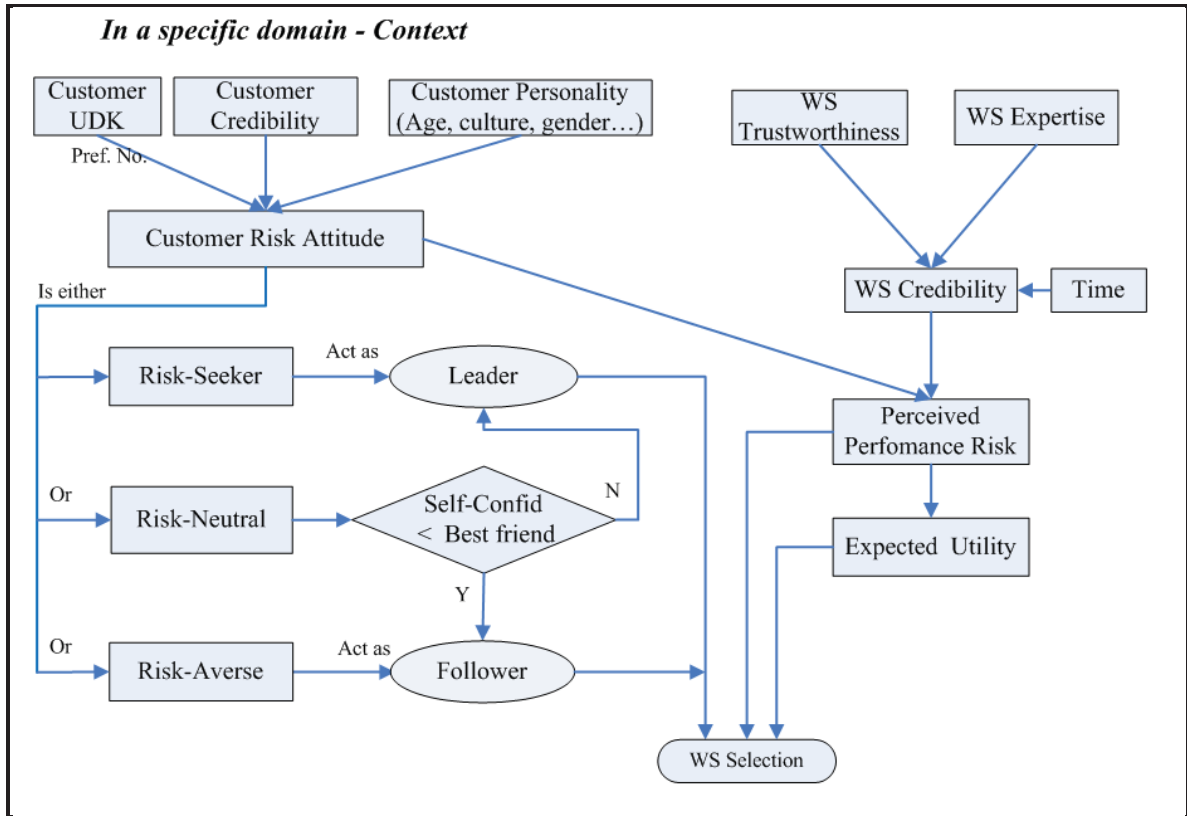 In a specific domain - Context
Customer
UDK
Customer
Credibility
Customer Personality
(Age, culture, gender…)
WS
Trustworthiness
WS Expertise
Pref. No.
Customer Risk Attitude
Is either
WS Credibility
Time
Risk-Seeker
Act as
Leader
Perceived
Perfomance Risk
Or
Risk-Neutral
Self-Confid
< Best friend
N
Expected Utility
Y
Or
Risk-Averse
Act as
Follower
WS Selection